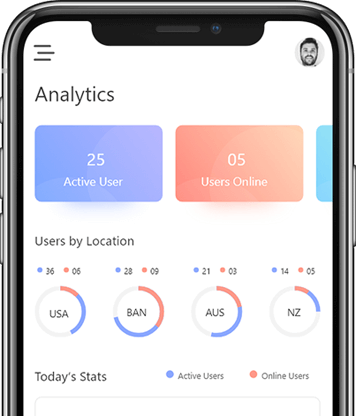 Analytics
25 05
Active User Users Online
Users by Location
36 06 28 09 21 03 14 05
USA BAN AUS NZ
Today's Stats Active Users Online Users